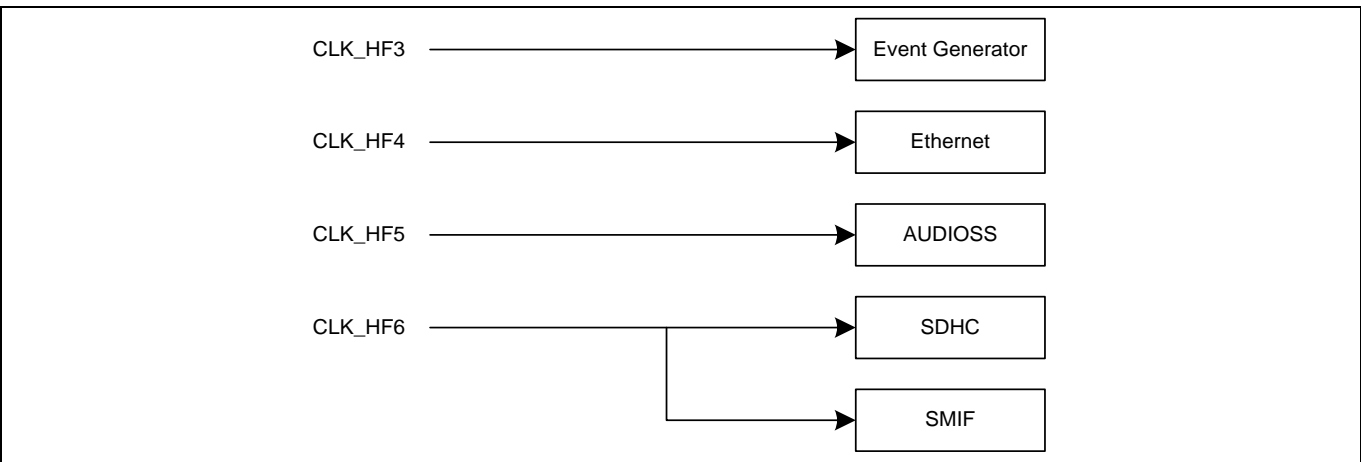 CLK_HF3
Event Generator
CLK_HF4
Ethernet
CLK_HF5
AUDIOSS
CLK_HF6
SDHC
SMIF